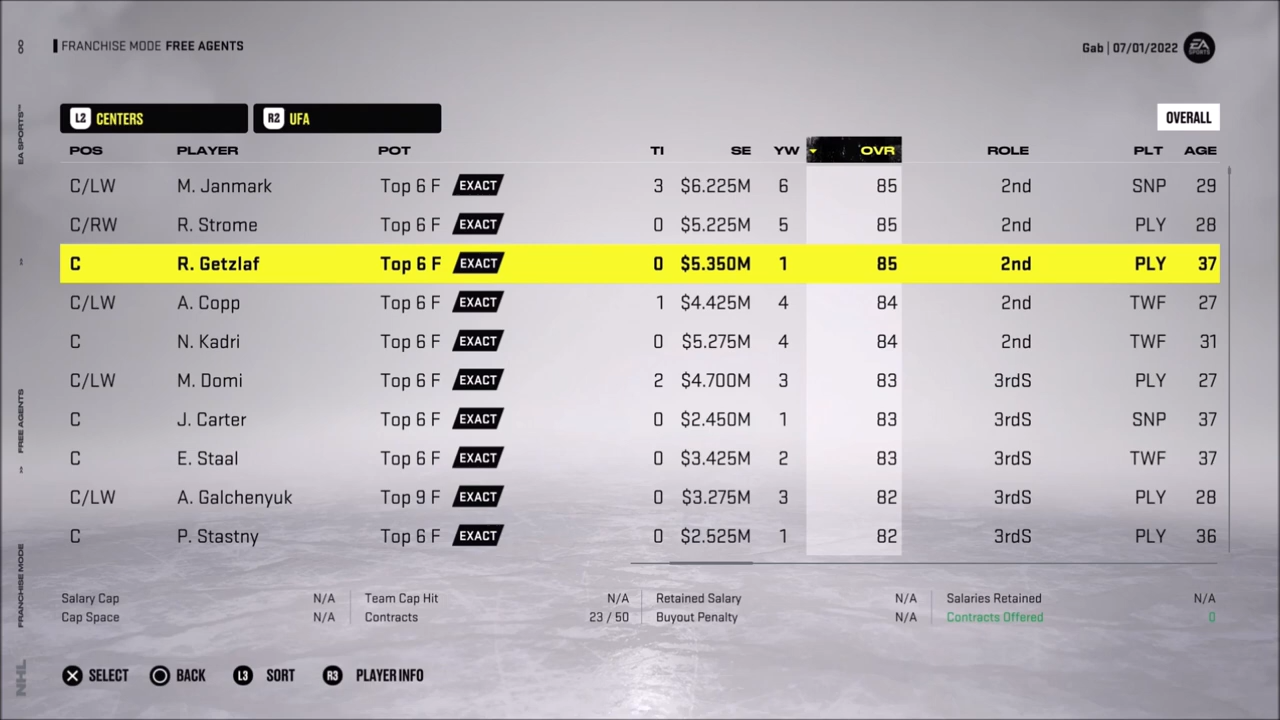 FRANCHISE MODE FREE AGENTS
Gab | 07/01/2022 EA SPORTS
L2 CENTERS R2 UFA OVERALL
POS PLAYER POT TI SE YW OVR ROLE PLT AGE
C/LW M. Janmark Top 6 F EXACT 3 $6.225M 6 85 2nd SNP 29
C/RW R. Strome Top 6 F EXACT 0 $5.225M 5 85 2nd PLY 28
C R. Getzlaf Top 6 F EXACT 0 $5.350M 1 85 2nd PLY 37
C/LW A. Copp Top 6 F EXACT 1 $4.425M 4 84 2nd TWF 27
C N. Kadri Top 6 F EXACT 0 $5.275M 4 84 2nd TWF 31
C/LW M. Domi Top 6 F EXACT 2 $4.700M 3 83 3rdS PLY 27
C J. Carter Top 6 F EXACT 0 $2.450M 1 83 3rdS SNP 37
C E. Staal Top 6 F EXACT 0 $3.425M 2 83 3rdS TWF 37
C/LW A. Galchenyuk Top 9 F EXACT 0 $3.275M 3 82 3rdS PLY 28
C P. Stastny Top 6 F EXACT 0 $2.525M 1 82 3rdS PLY 36
Salary Cap N/A Team Cap Hit N/A Retained Salary N/A Salaries Retained N/A
Cap Space N/A Contracts 23 / 50 Buyout Penalty N/A Contracts Offered 0
SELECT BACK L3 SORT R3 PLAYER INFO
EA SPORTS™
FREE AGENTS
FRANCHISE MODE
NHL